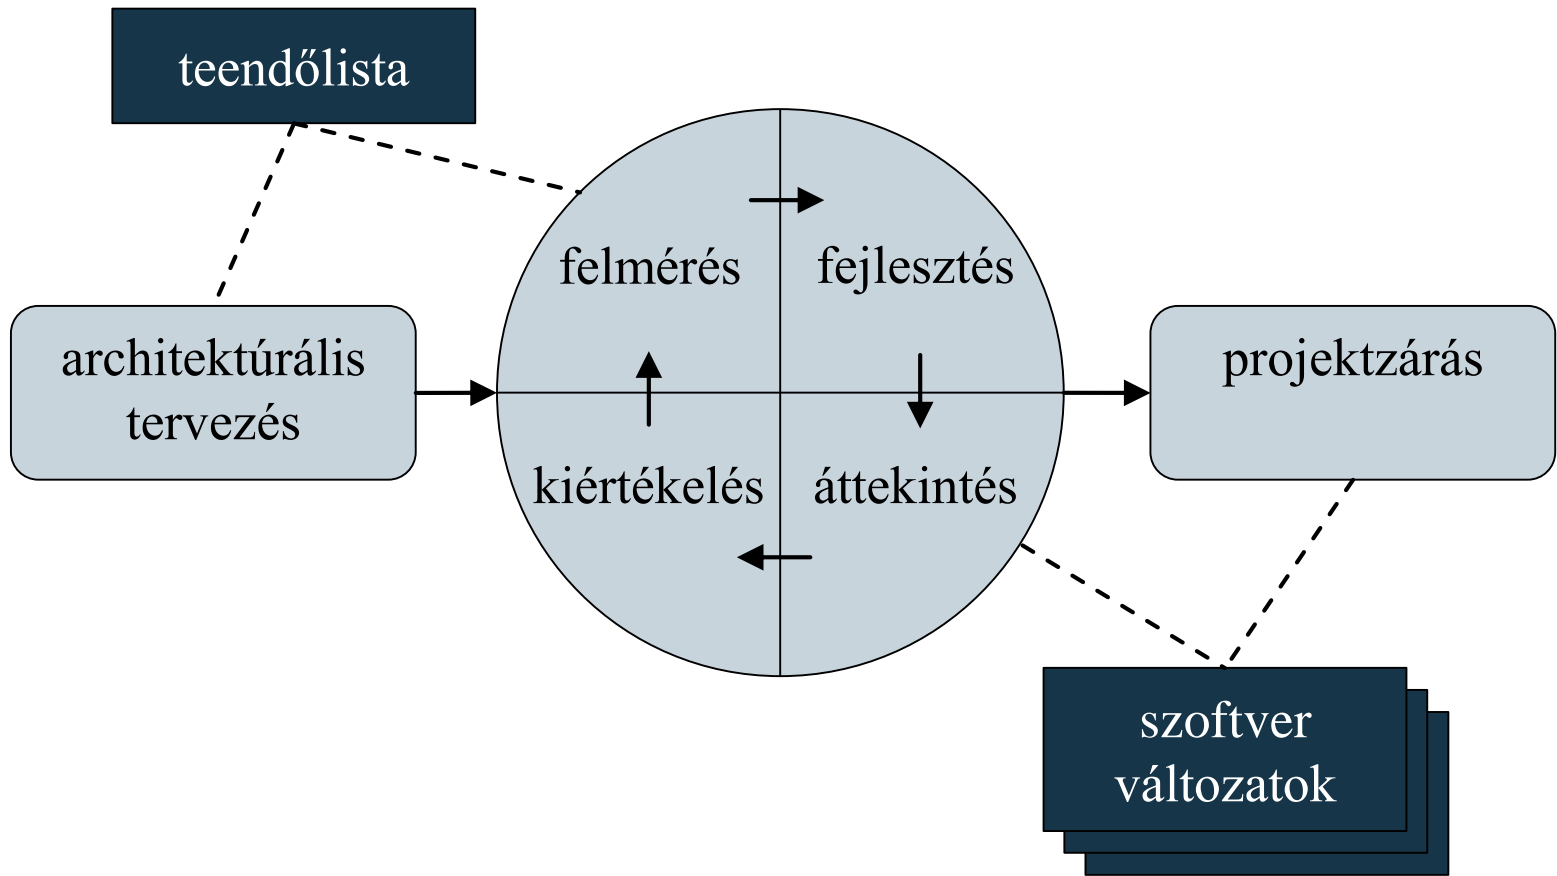 teendőlista
felmérés
fejlesztés
architektúrális
tervezés
projektzárás
kiértékelés
áttekintés
szoftver
változatok